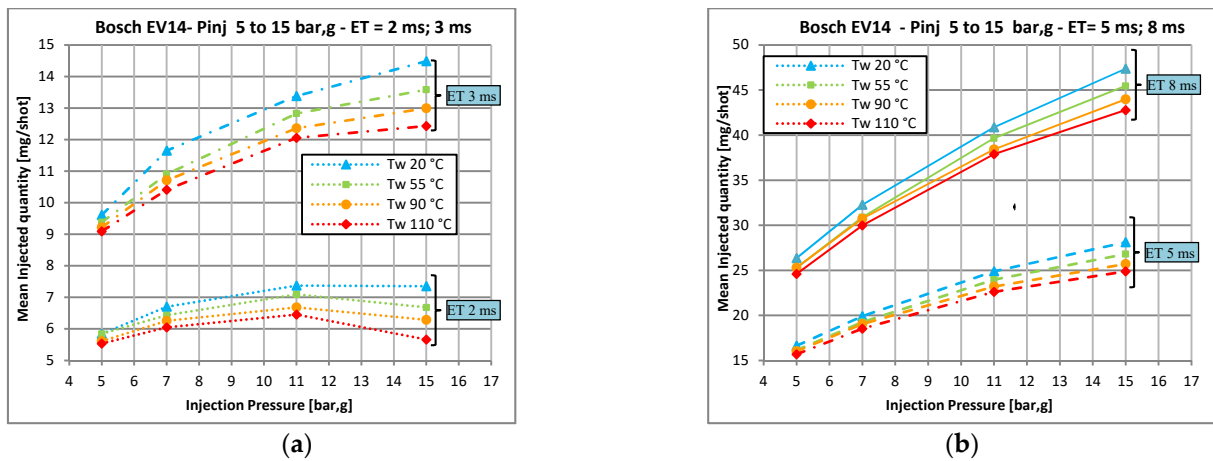 Bosch EV14- Pinj  5 to 15 bar,g - ET = 2 ms; 3 ms
Mean Injected quantity [mg/shot]
15
14
13
12
11
10
9
8
7
6
5
ET 3 ms
Tw 20 °C
Tw 55 °C
Tw 90 °C
Tw 110 °C
ET 2 ms
4 5 6 7 8 9 10 11 12 13 14 15 16 17
Injection Pressure [bar,g]
(a)
Bosch EV14  - Pinj  5 to 15  bar,g - ET= 5 ms; 8 ms
Mean Injected quantity [mg/shot]
50
45
40
35
30
25
20
15
Tw 20 °C
Tw 55 °C
Tw 90 °C
Tw 110 °C
ET 8 ms
ET 5 ms
4 5 6 7 8 9 10 11 12 13 14 15 16 17
Injection Pressure [bar,g]
(b)